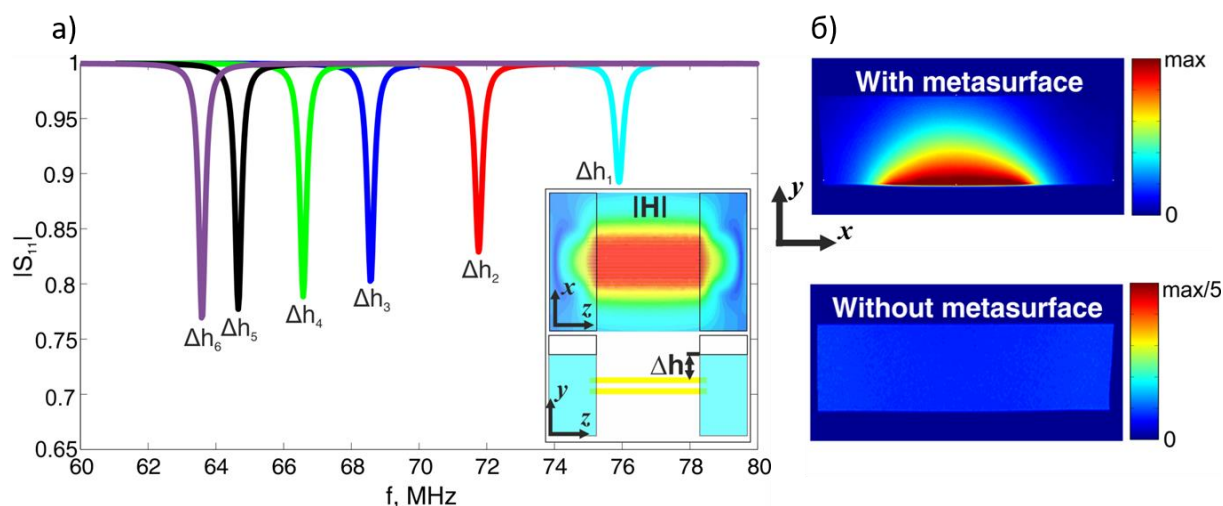 а)
1
0.95
0.9
0.85
0.8
0.75
0.7
0.65
|S₁₁|
60
62
64
66
68
70
72
74
76
78
80
f, MHz
Δh₆
Δh₅
Δh₄
Δh₃
Δh₂
Δh₁
|H|
x
z
Δh
y
z
б)
With metasurface
max
0
y
x
Without metasurface
max/5
0